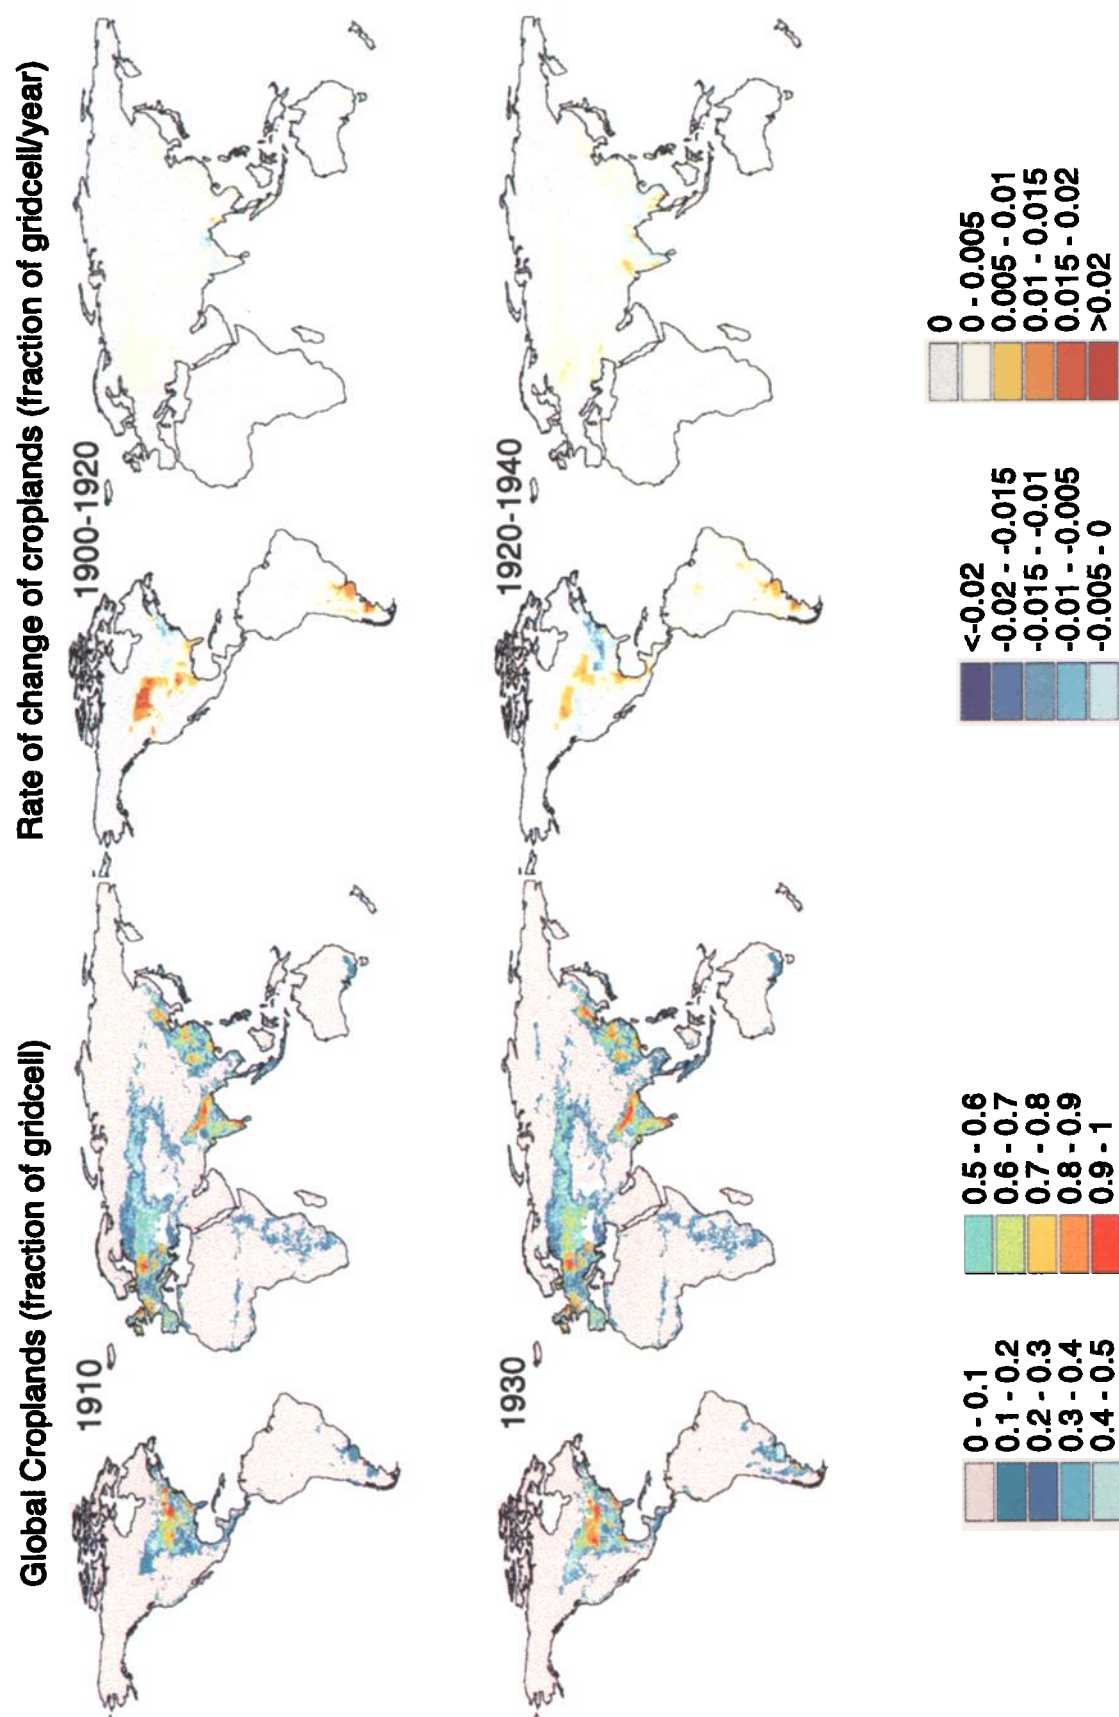 Global Croplands (fraction of gridcell)
Rate of change of croplands (fraction of gridcell/year)
1910
1900-1920
1930
1920-1940
0 - 0.1
0.1 - 0.2
0.2 - 0.3
0.3 - 0.4
0.4 - 0.5
0.5 - 0.6
0.6 - 0.7
0.7 - 0.8
0.8 - 0.9
0.9 - 1
<-0.02
-0.02 - -0.015
-0.015 - -0.01
-0.01 - -0.005
-0.005 - 0
0
0 - 0.005
0.005 - 0.01
0.01 - 0.015
0.015 - 0.02
>0.02